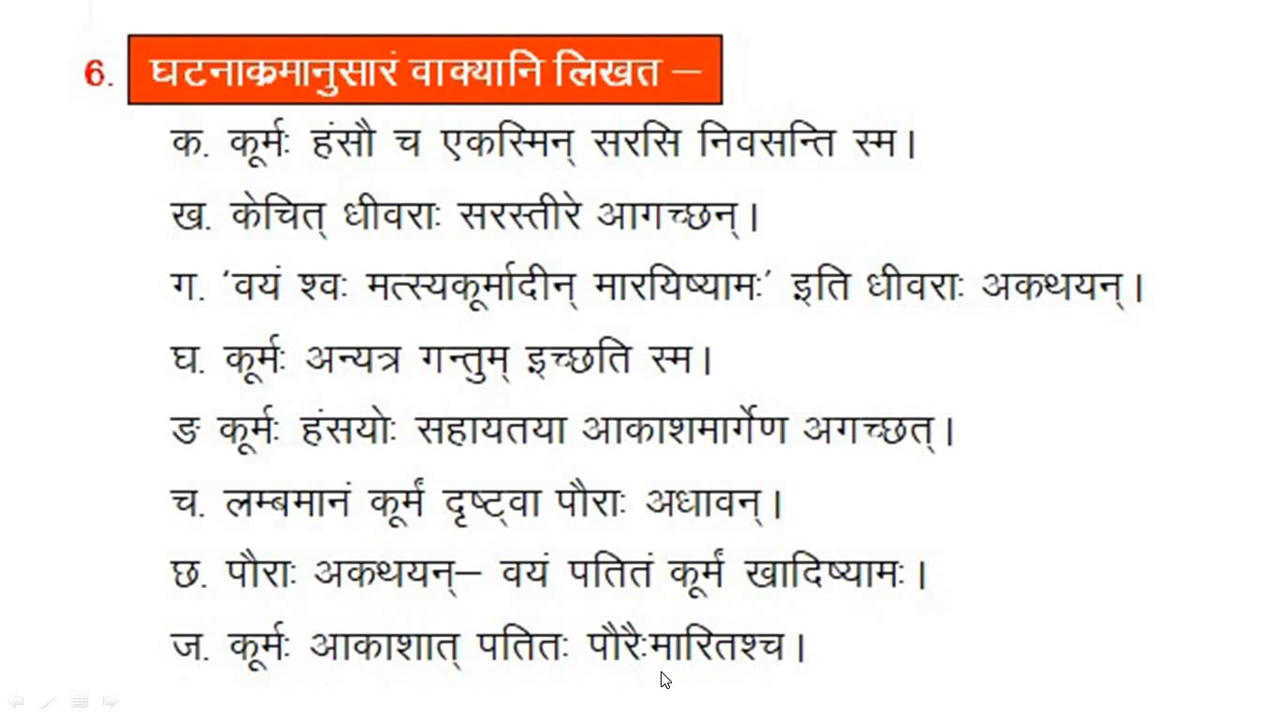 6. घटनाक्रमानुसारं वाक्यानि लिखत –
क. कूर्मः हंसौ च एकस्मिन् सरसि निवसन्ति स्म।
ख. केचित् धीवराः सरस्तीरे आगच्छन्।
ग. ‘वयं श्वः मत्स्यकूर्मादीन् मारयिष्यामः’ इति धीवराः अकथयन्।
घ. कूर्मः अन्यत्र गन्तुम् इच्छति स्म।
ङ कूर्मः हंसयोः सहायतया आकाशमार्गेण अगच्छत्।
च. लम्बमानं कूर्मं दृष्ट्वा पौराः अधावन्।
छ. पौराः अकथयन्– वयं पतितं कूर्मं खादिष्यामः।
ज. कूर्मः आकाशात् पतितः पौरैःमारितश्च।